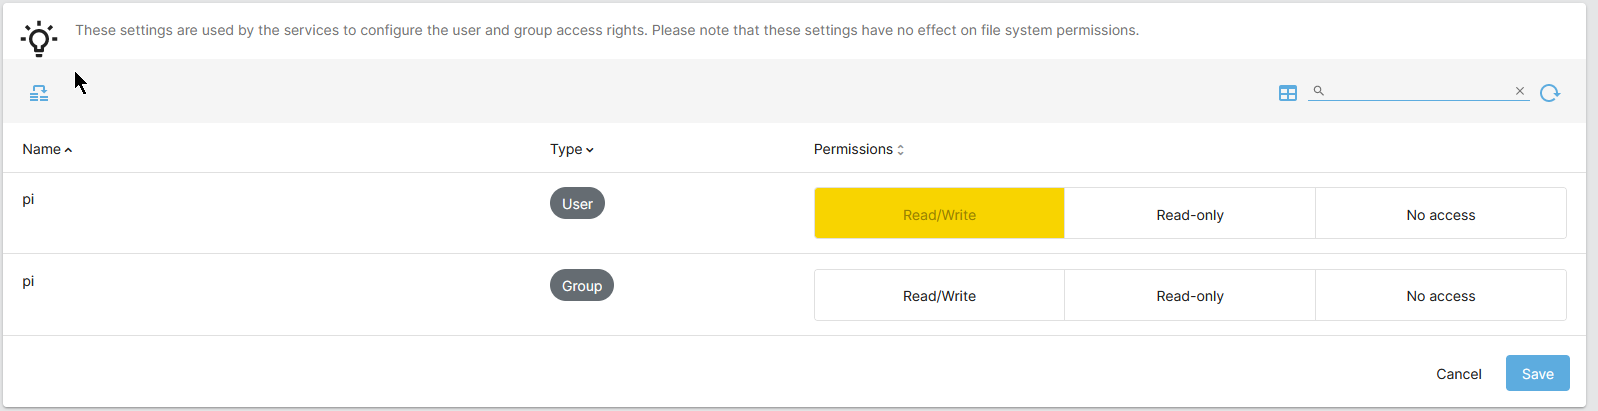 These settings are used by the services to configure the user and group access rights. Please note that these settings have no effect on file system permissions.
Name Type Permissions
pi User Read/Write Read-only No access
pi Group Read/Write Read-only No access
Cancel Save